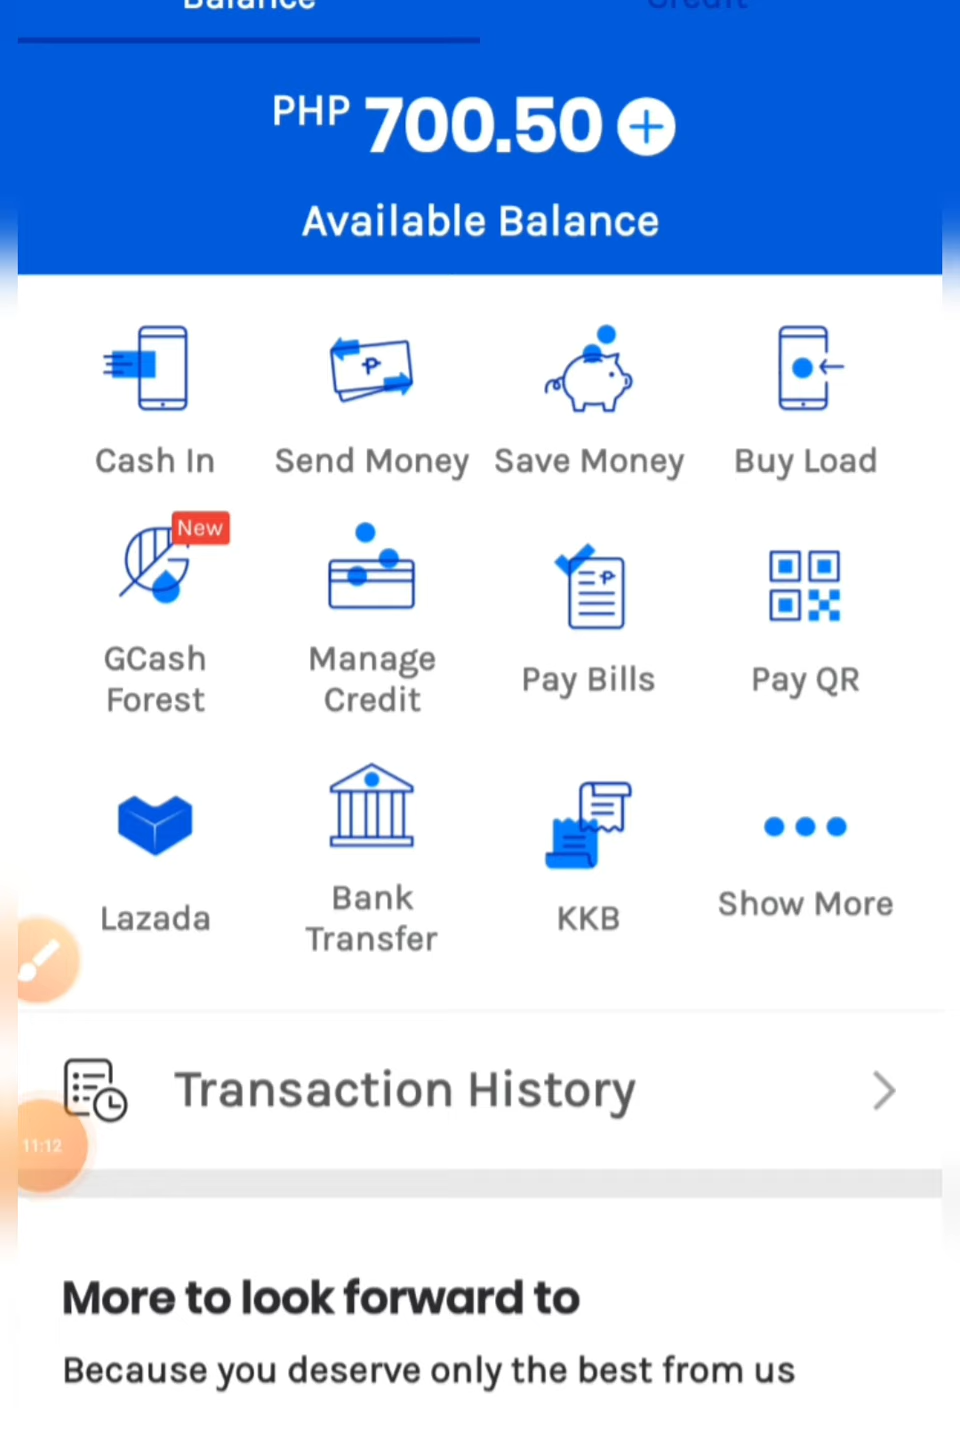 Balance Credit
PHP 700.50
Available Balance
Cash In Send Money Save Money Buy Load
New
GCash Forest Manage Credit Pay Bills Pay QR
Lazada Bank Transfer KKB Show More
Transaction History
11:12
More to look forward to
Because you deserve only the best from us